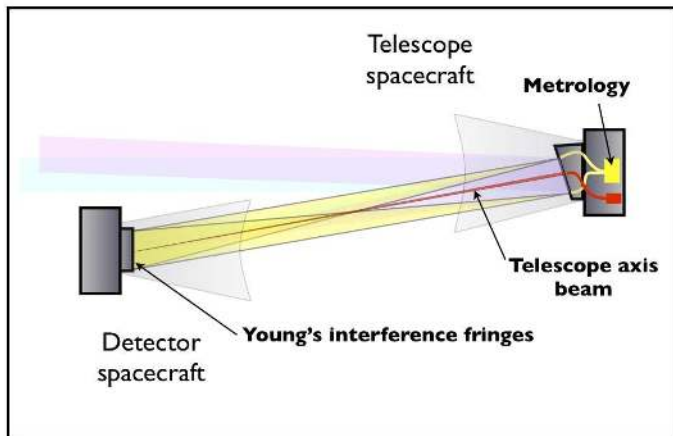 Telescope
spacecraft
Metrology
Telescope axis
beam
Young's interference fringes
Detector
spacecraft